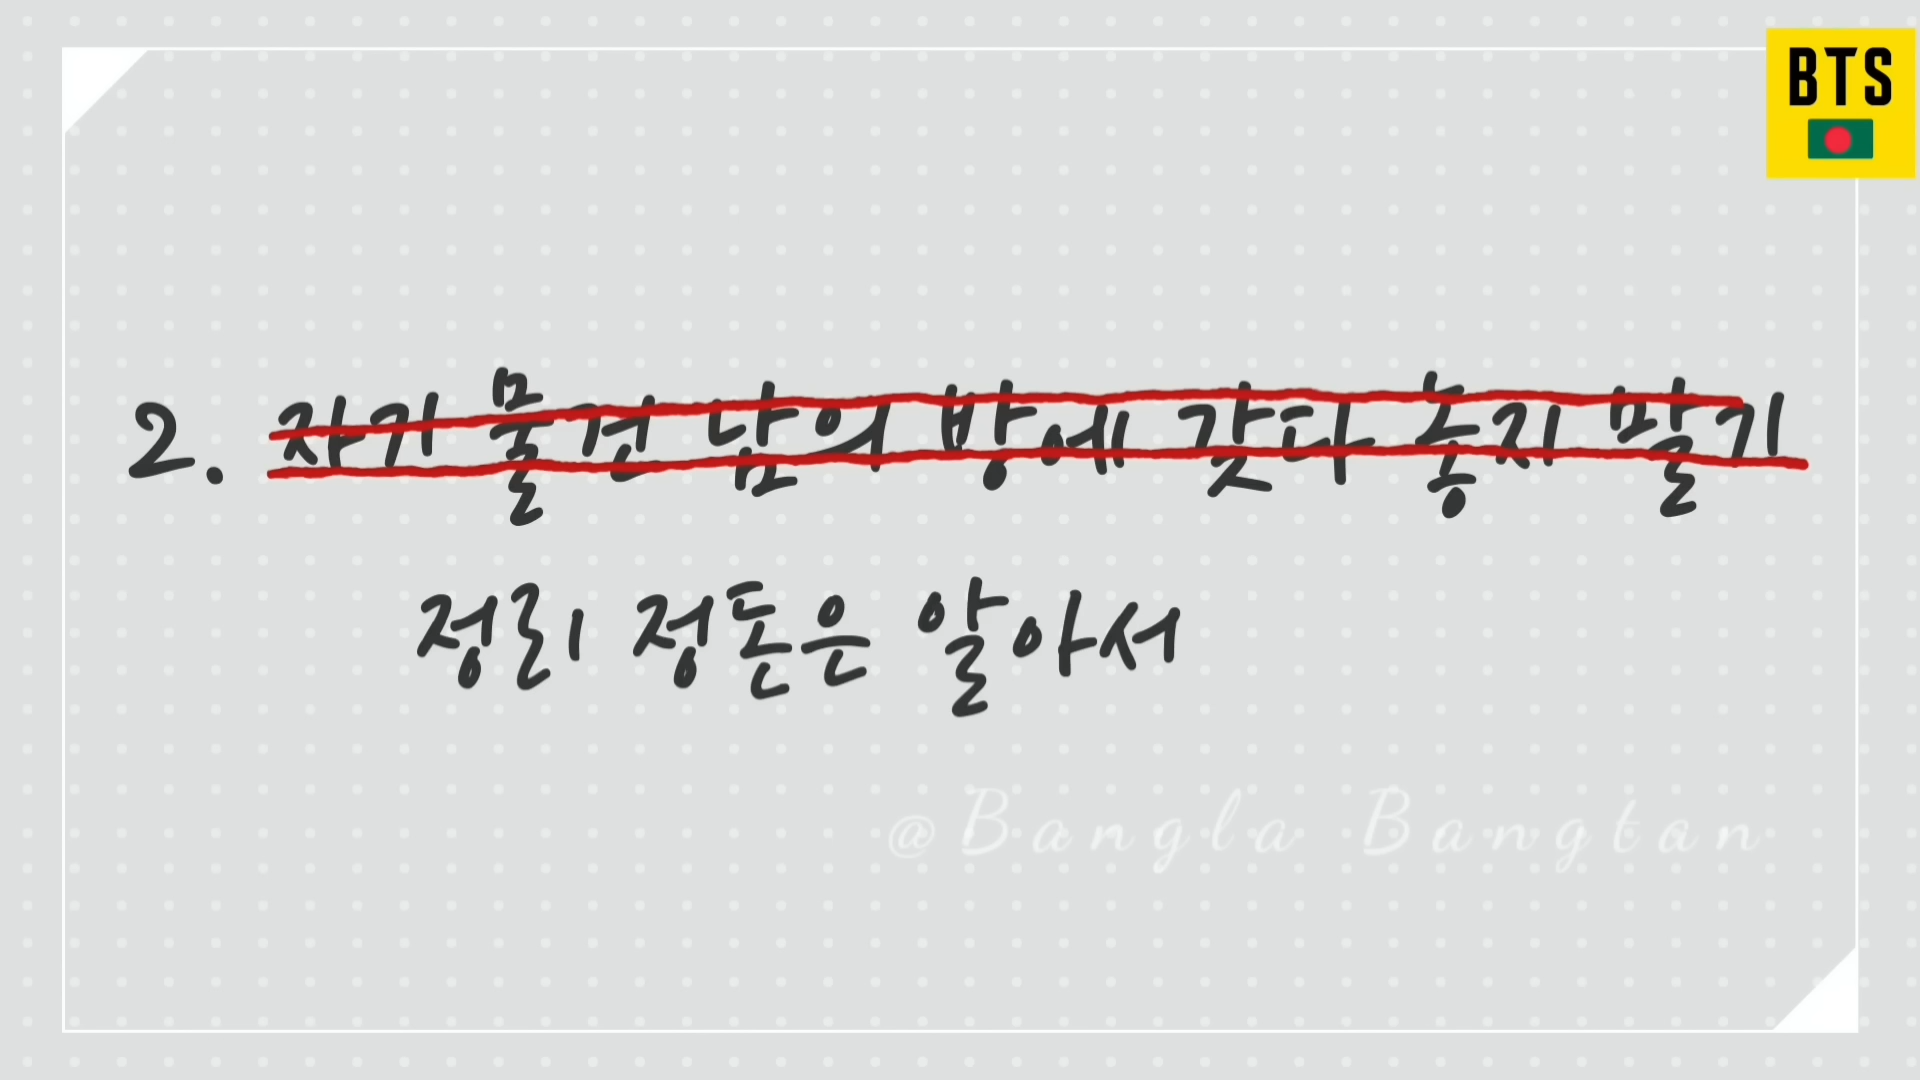 BTS
2. 자기 물건 남의 방에 갖다 놓지 말기
정리 정돈은 알아서
@Bangla Bangtan